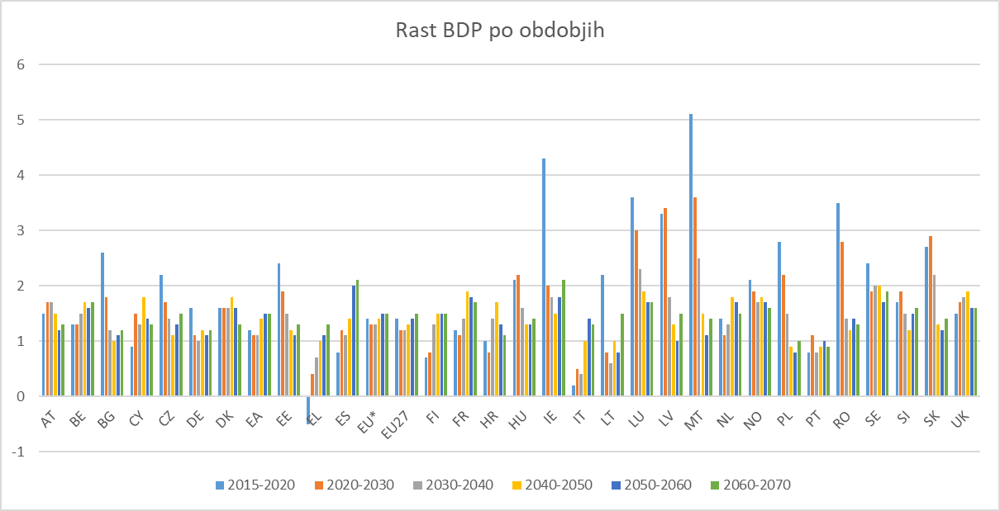 Rast BDP po obdobjih
6
5
4
3
2
1
0
-1
AT BE BG CY CZ DE DK EA EE EL ES EU* EU27 FI FR HR HU IE IT LT LU LV MT NL NO PL PT RO SE SI SK UK
2015-2020 2020-2030 2030-2040 2040-2050 2050-2060 2060-2070